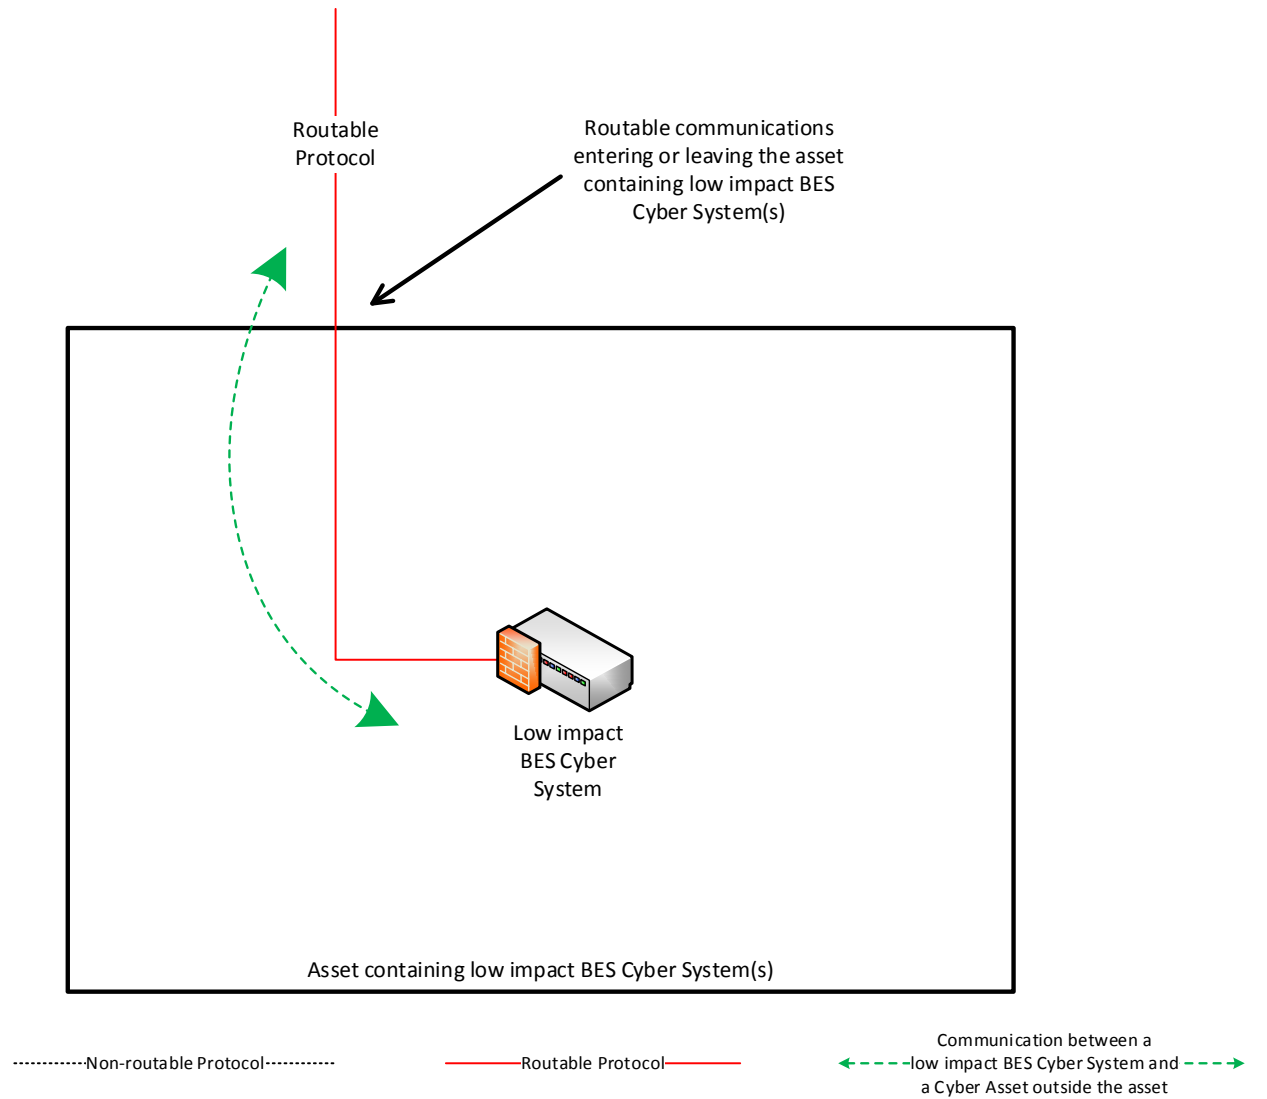 Routable
Protocol
Routable communications
entering or leaving the asset
containing low impact BES
Cyber System(s)
Low impact
BES Cyber
System
Asset containing low impact BES Cyber System(s)
Non-routable Protocol
Routable Protocol
Communication between a
low impact BES Cyber System and
a Cyber Asset outside the asset